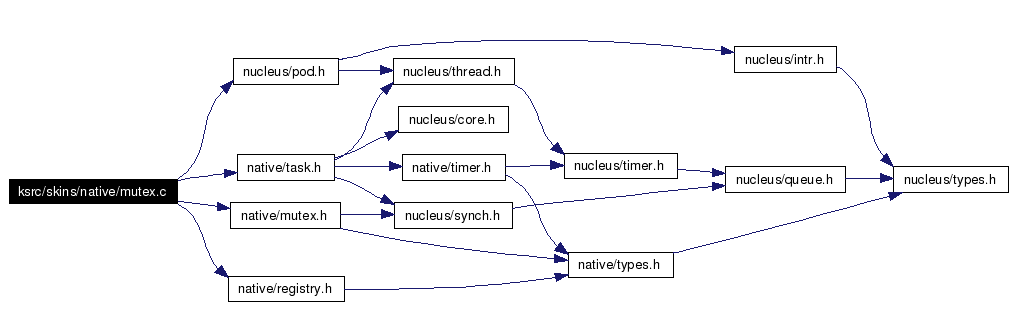 ksrc/skins/native/mutex.c
nucleus/pod.h
native/task.h
native/mutex.h
native/registry.h
nucleus/thread.h
nucleus/core.h
native/timer.h
nucleus/synch.h
nucleus/timer.h
native/types.h
nucleus/intr.h
nucleus/queue.h
nucleus/types.h